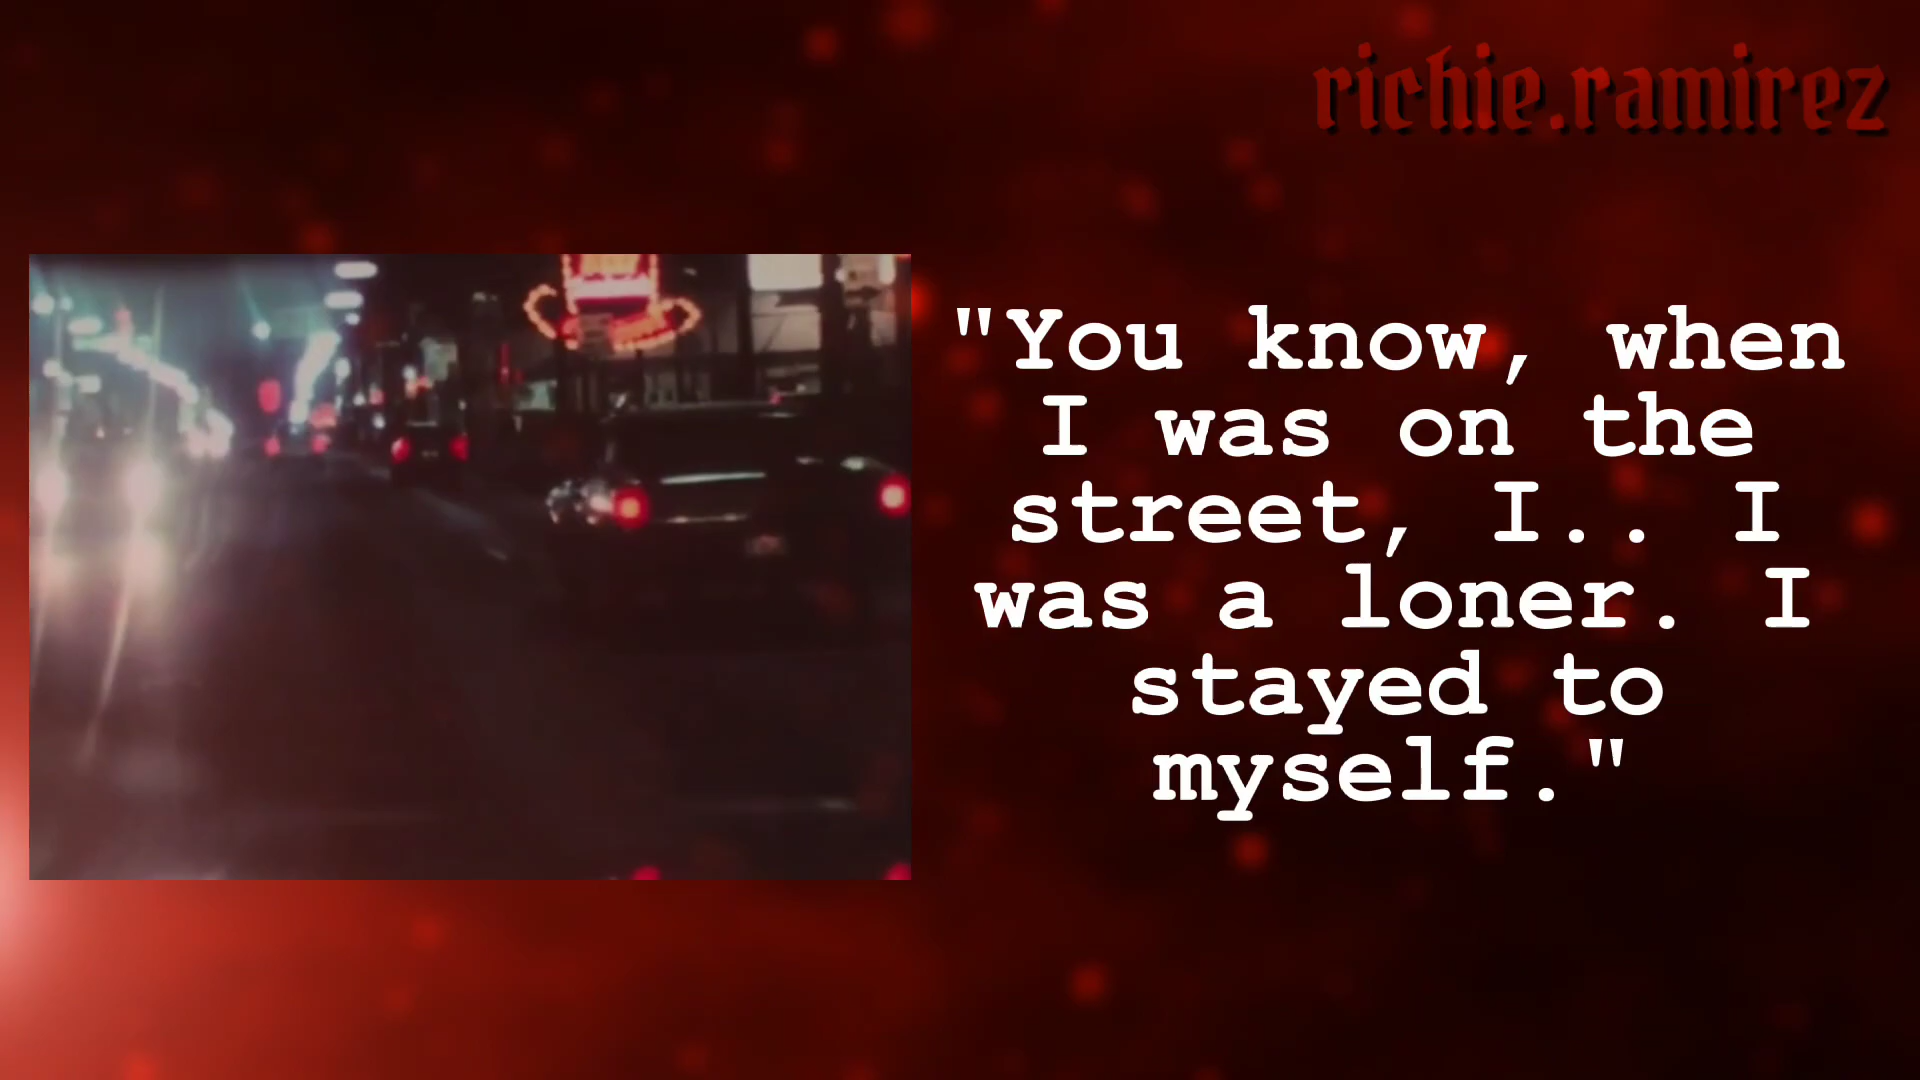 richie.ramirez
"You know, when
I was on the
street, I.. I
was a loner. I
stayed to
myself."